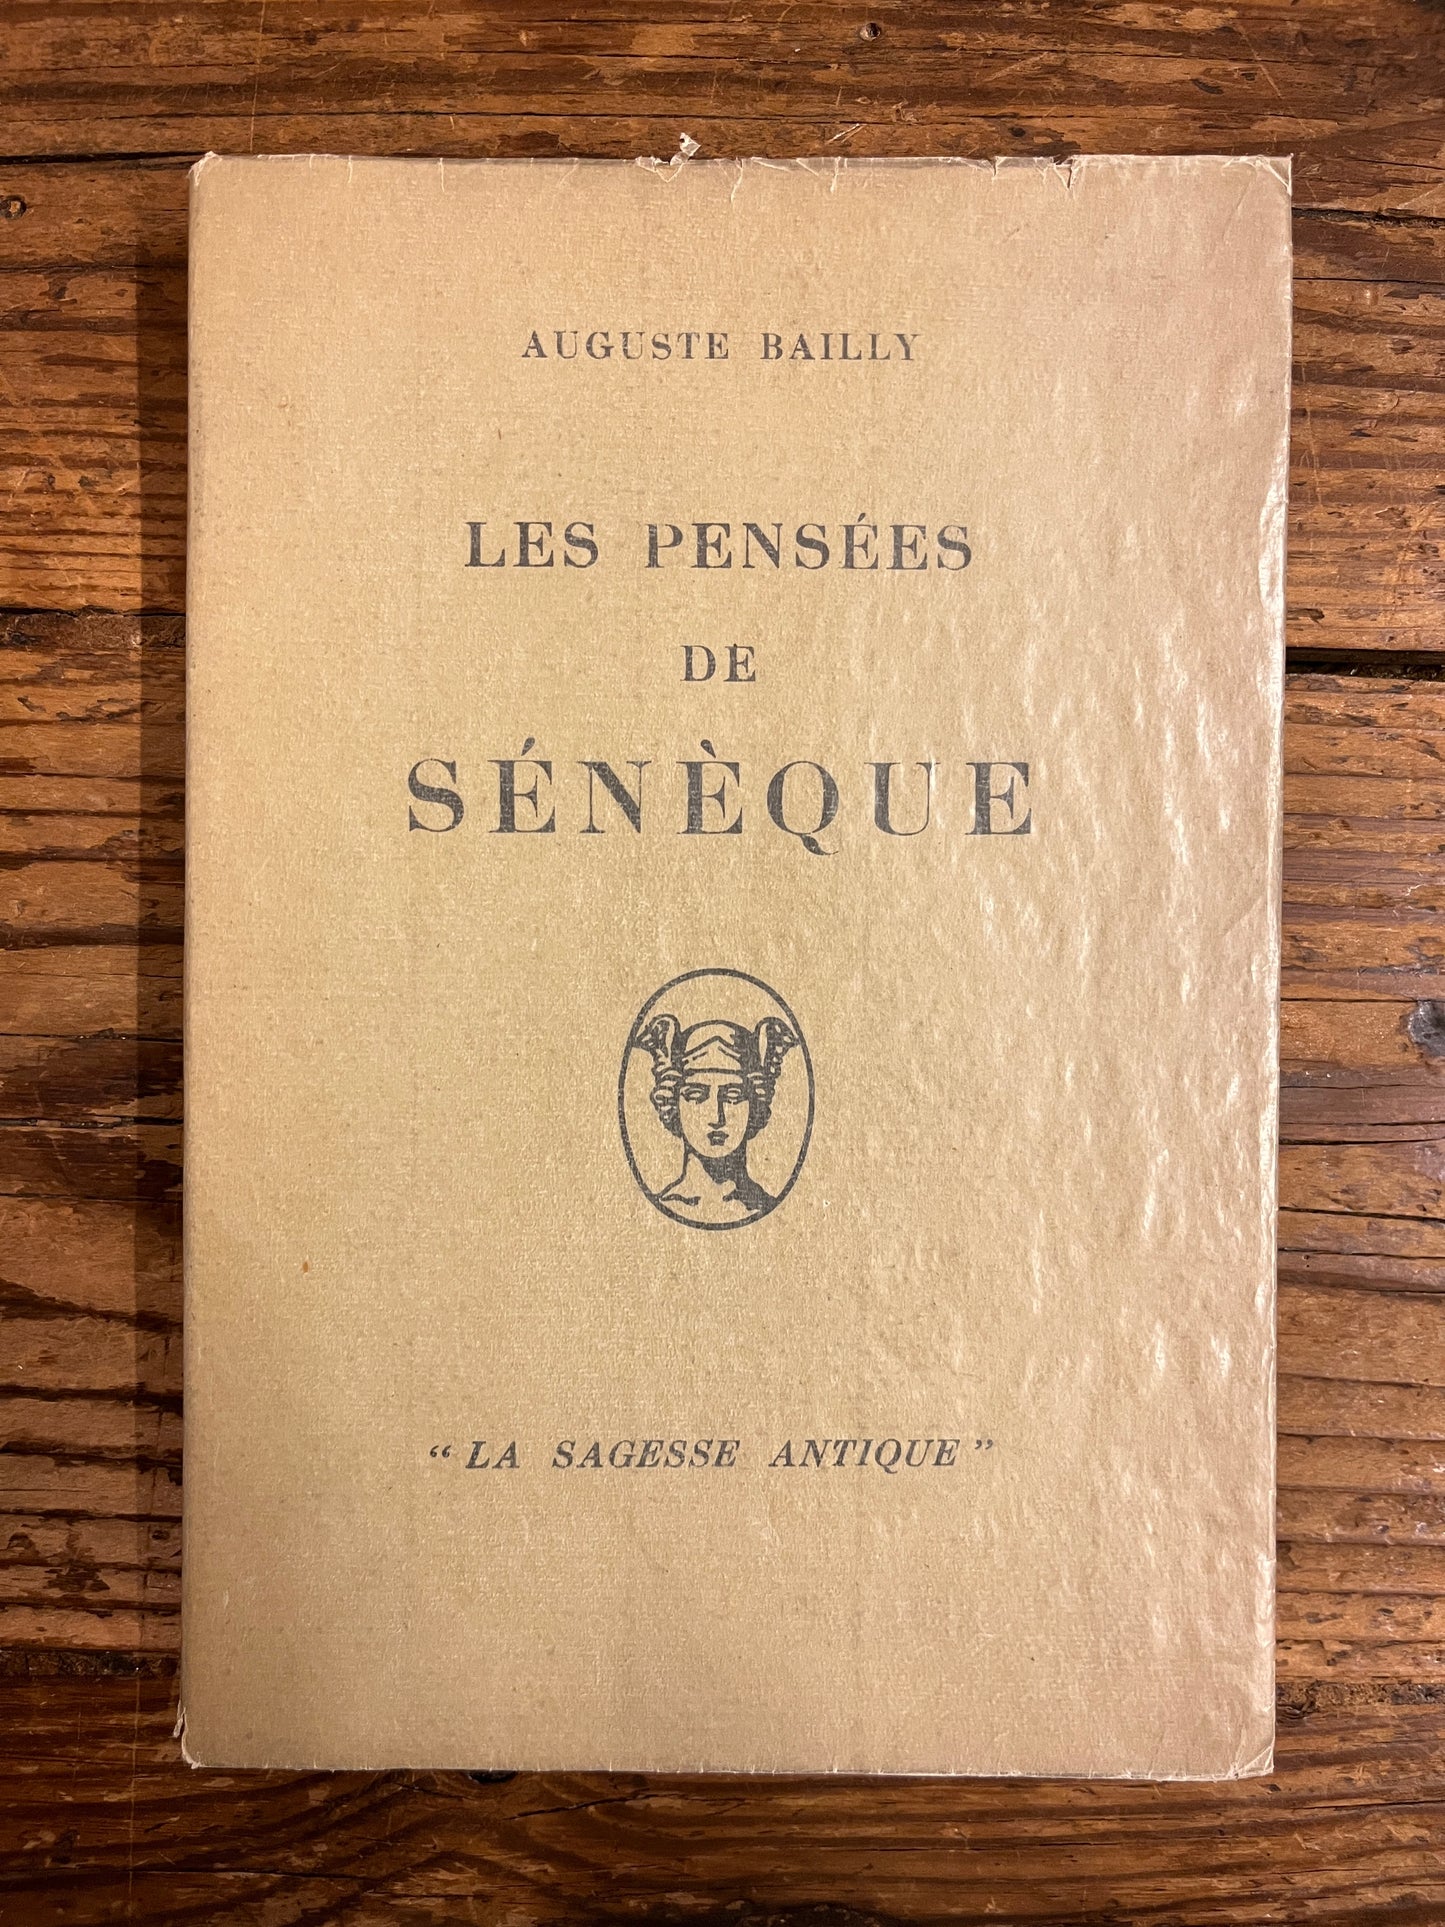 AUGUSTE BAILLY
LES PENSÉES
DE
SÉNÈQUE
“ LA SAGESSE ANTIQUE ”